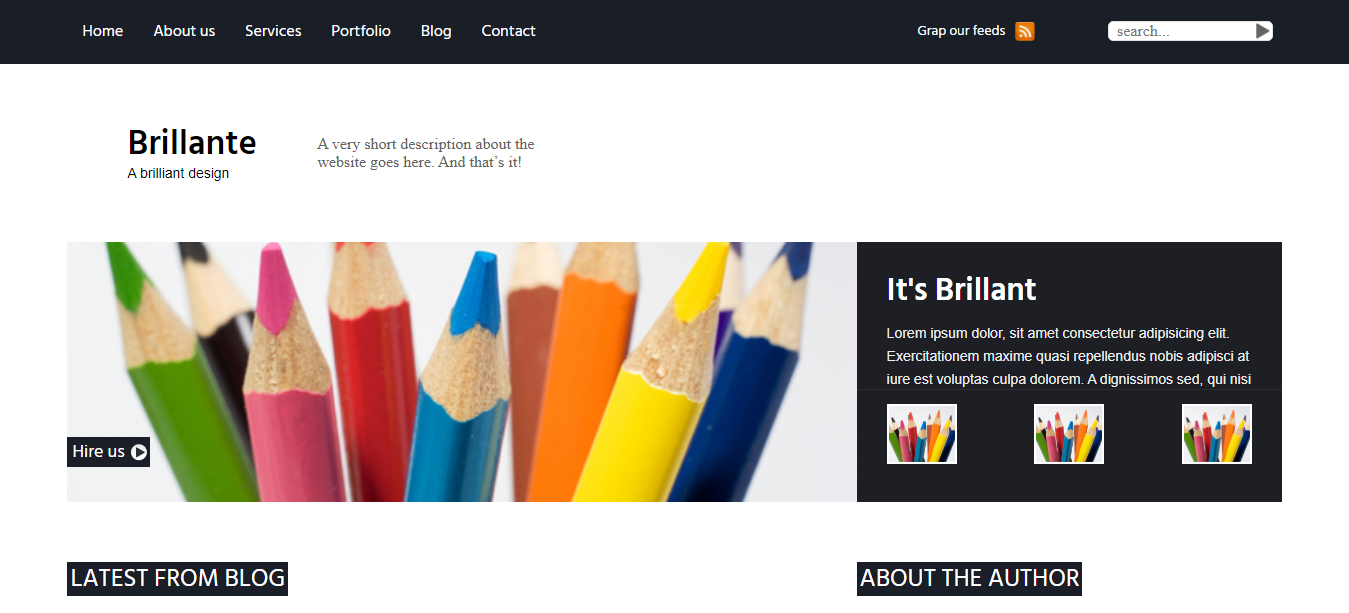 Home About us Services Portfolio Blog Contact Grap our feeds search...
Brillante
A brilliant design
A very short description about the
website goes here. And that’s it!
It's Brillant
Lorem ipsum dolor, sit amet consectetur adipisicing elit.
Exercitationem maxime quasi repellendus nobis adipisci at
iure est voluptas culpa dolorem. A dignissimos sed, qui nisi
Hire us
LATEST FROM BLOG
ABOUT THE AUTHOR